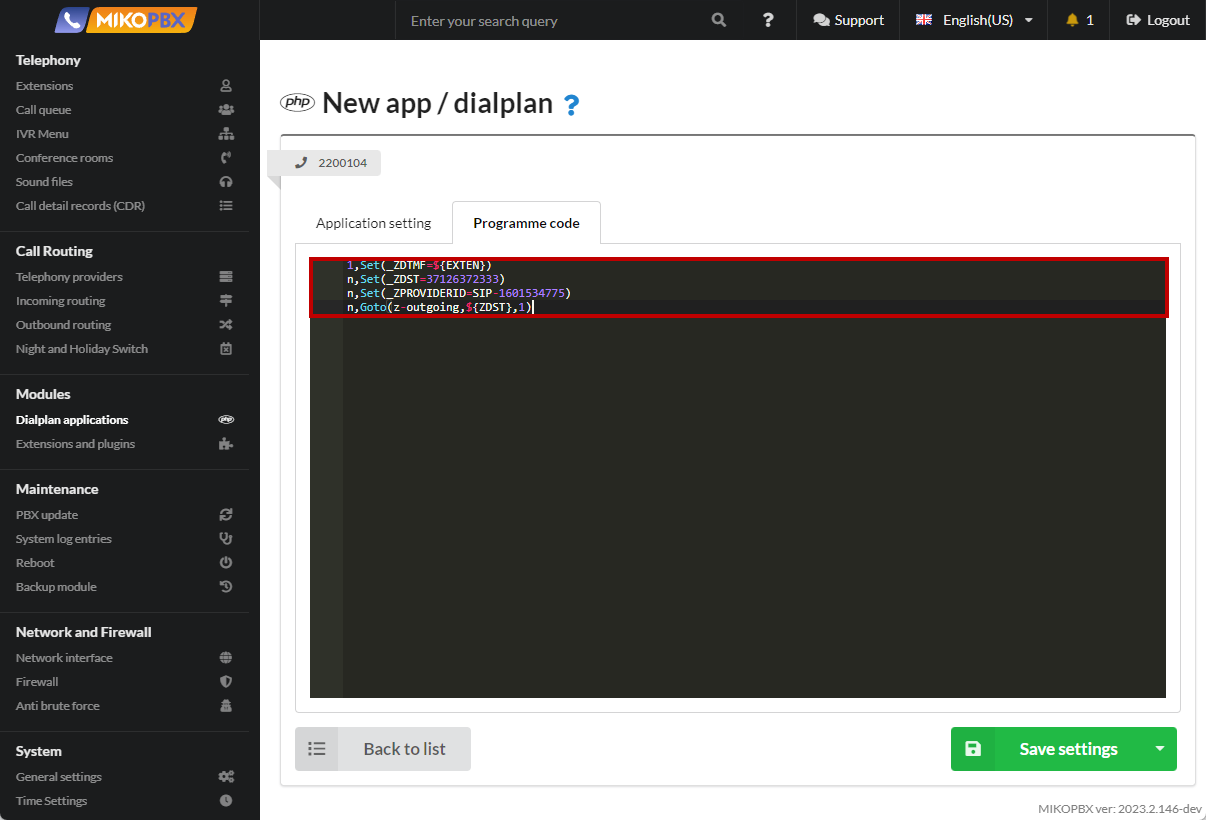 MIKOPBX
Enter your search query
?
Support
English(US)
1
Logout
Telephony
Extensions
Call queue
IVR Menu
Conference rooms
Sound files
Call detail records (CDR)
Call Routing
Telephony providers
Incoming routing
Outbound routing
Night and Holiday Switch
Modules
Dialplan applications
php
Extensions and plugins
Maintenance
PBX update
System log entries
Reboot
Backup module
Network and Firewall
Network interface
Firewall
Anti brute force
System
General settings
Time Settings
php New app / dialplan ?
2200104
Application setting
Programme code
1,Set(_ZDTMF=${EXTEN})
n,Set(_ZDST=37126372333)
n,Set(_ZPROVIDERID=SIP-1601534775)
n,Goto(z-outgoing,${ZDST},1)
Back to list
Save settings
MIKOPBX ver: 2023.2.146-dev